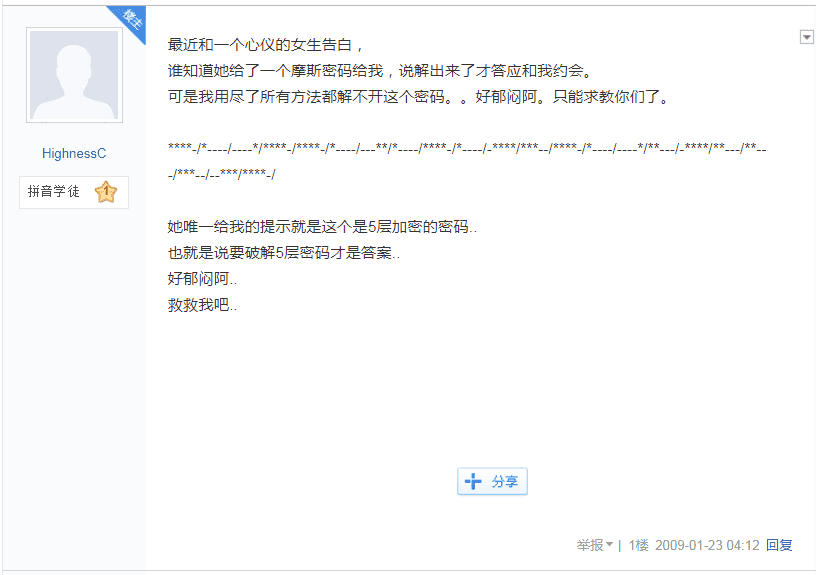 楼主
最近和一个心仪的女生告白，
谁知道她给了一个摩斯密码给我，说解出来了才答应和我约会。
可是我用尽了所有方法都解不开这个密码。。好郁闷阿。只能求教你们了。
****-/*----/----*/****-/****-/*----/---**/*----/****-/*----/-****/***--/****-/*----/----*/**---/-****/**---/**--
-/***--/--***/****-/
HighnessC
拼音学徒 1
她唯一给我的提示就是这个是5层加密的密码..
也就是说要破解5层密码才是答案..
好郁闷阿..
救救我吧..
分享
举报 | 1楼 2009-01-23 04:12 回复